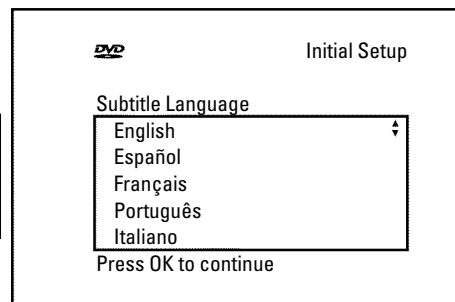 DVD
Initial Setup
Subtitle Language
English
Español
Français
Português
Italiano
Press OK to continue